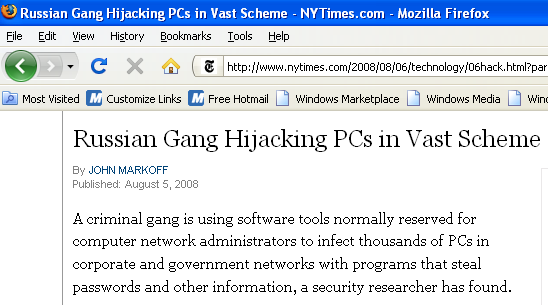 Russian Gang Hijacking PCs in Vast Scheme - NYTimes.com - Mozilla Firefox
File Edit View History Bookmarks Tools Help
T http://www.nytimes.com/2008/08/06/technology/06hack.html?par
Most Visited M Customize Links M Free Hotmail Windows Marketplace Windows Media Windo
Russian Gang Hijacking PCs in Vast Scheme
By JOHN MARKOFF
Published: August 5, 2008
A criminal gang is using software tools normally reserved for
computer network administrators to infect thousands of PCs in
corporate and government networks with programs that steal
passwords and other information, a security researcher has found.